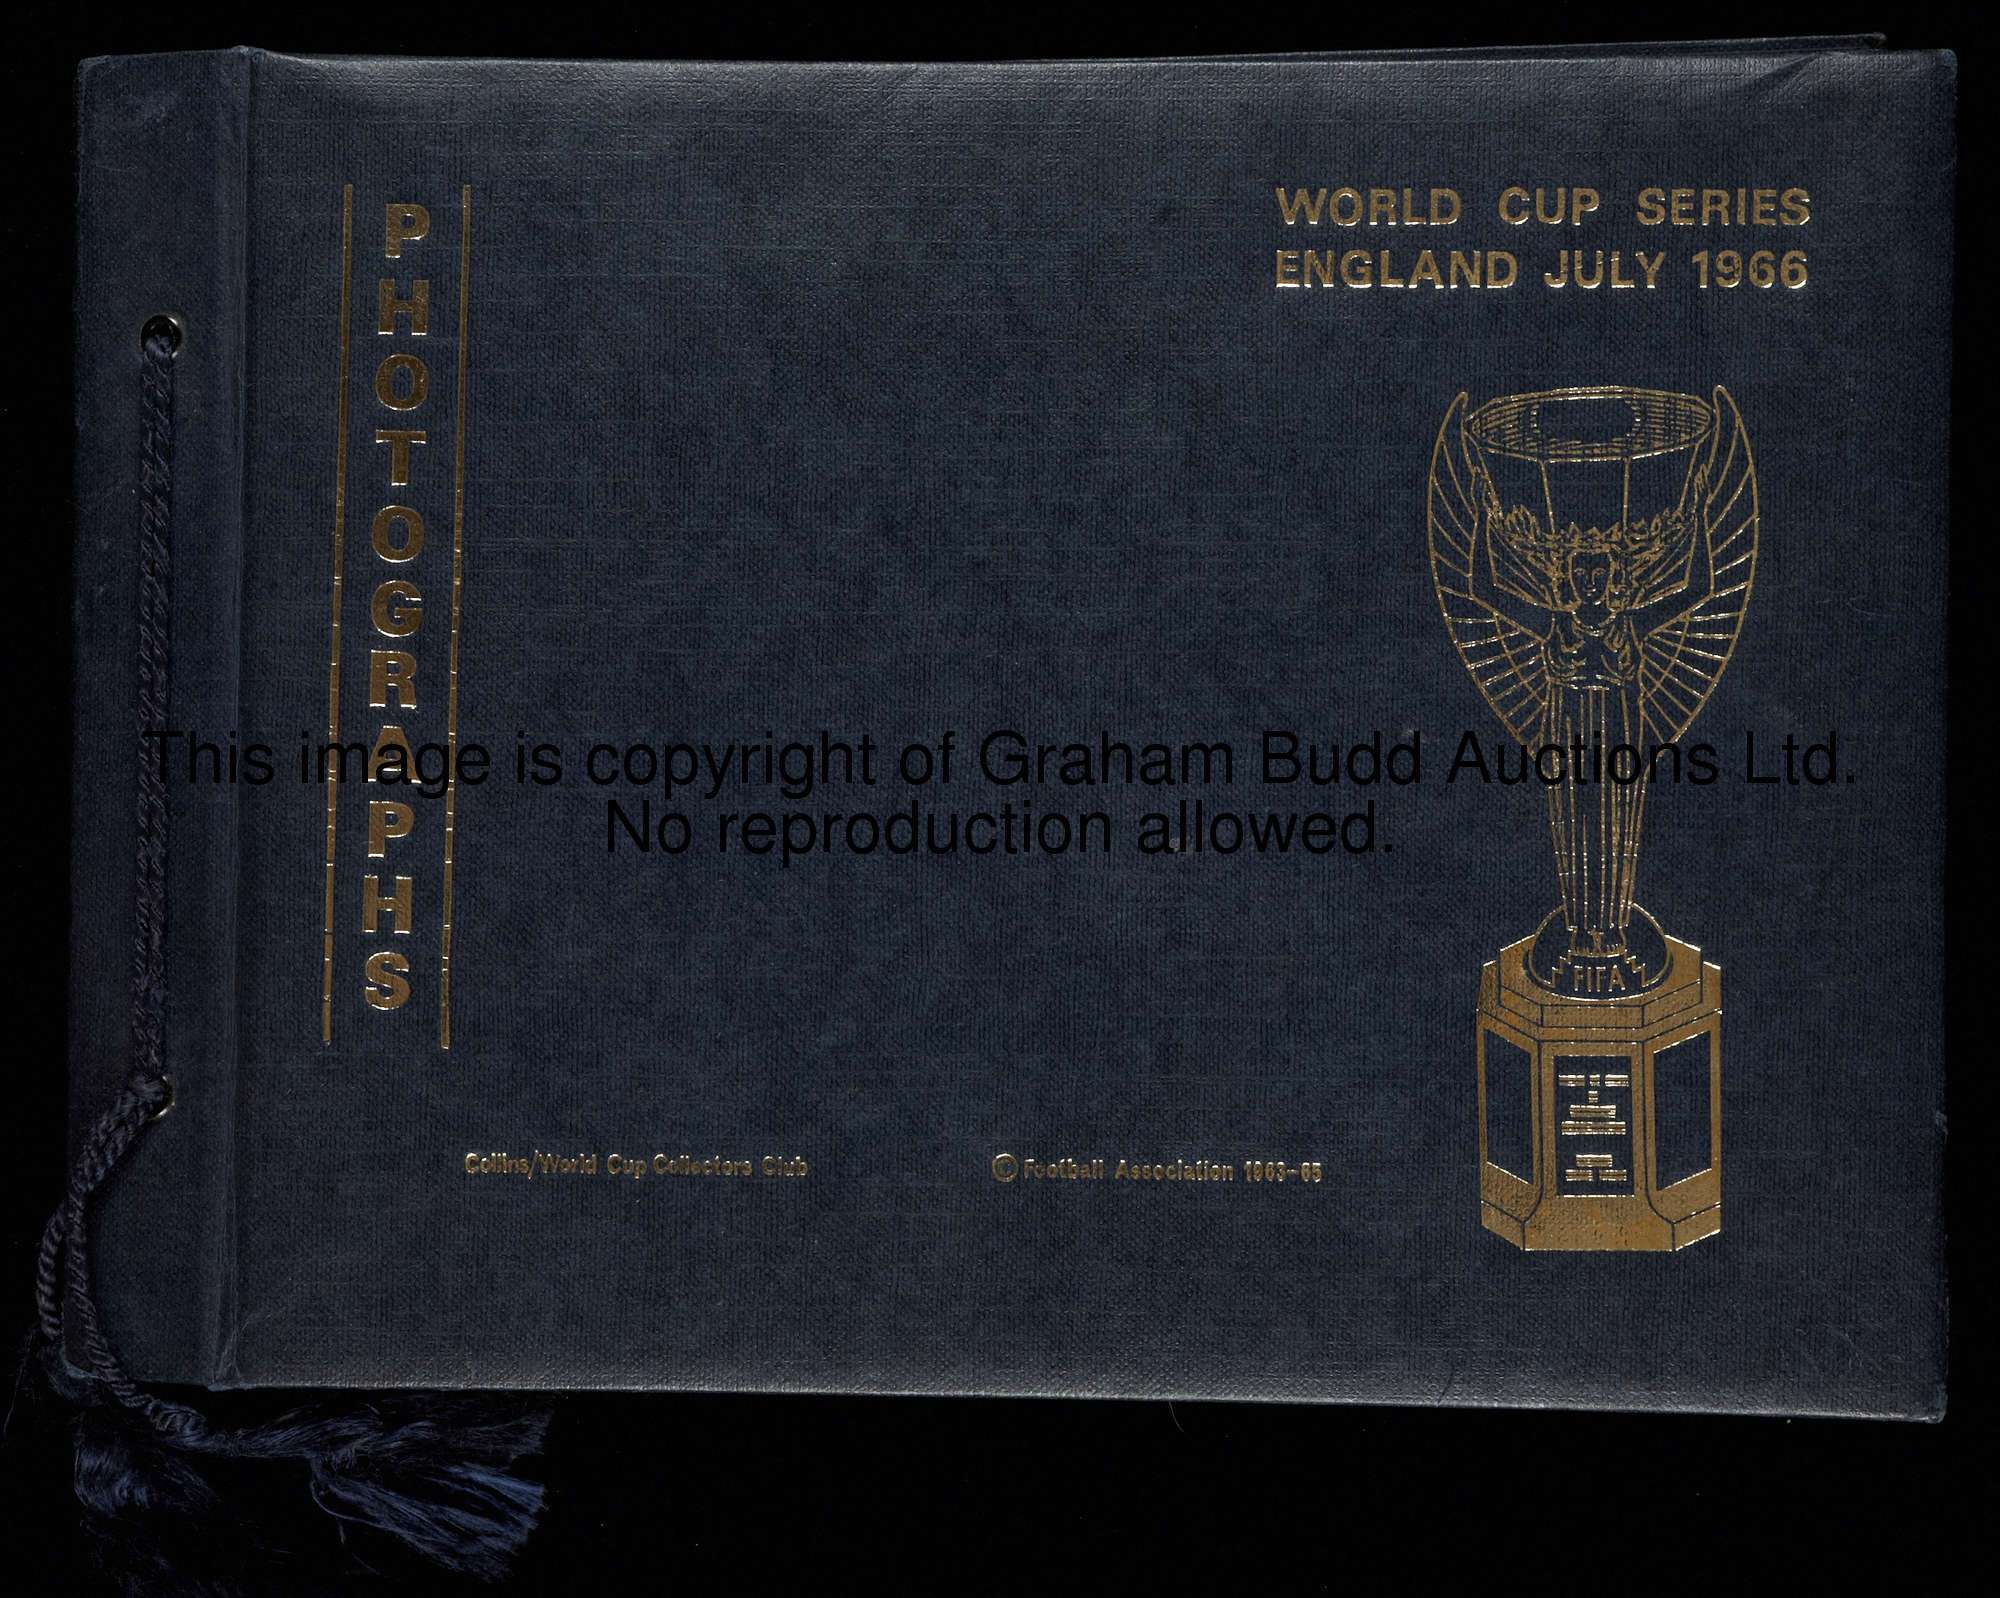 PHOTOGRAPHS
WORLD CUP SERIES
ENGLAND JULY 1966
FIFA
This image is copyright of Graham Budd Auctions Ltd.
No reproduction allowed.
Collins/World Cup Collectors Club
© Football Association 1963-65